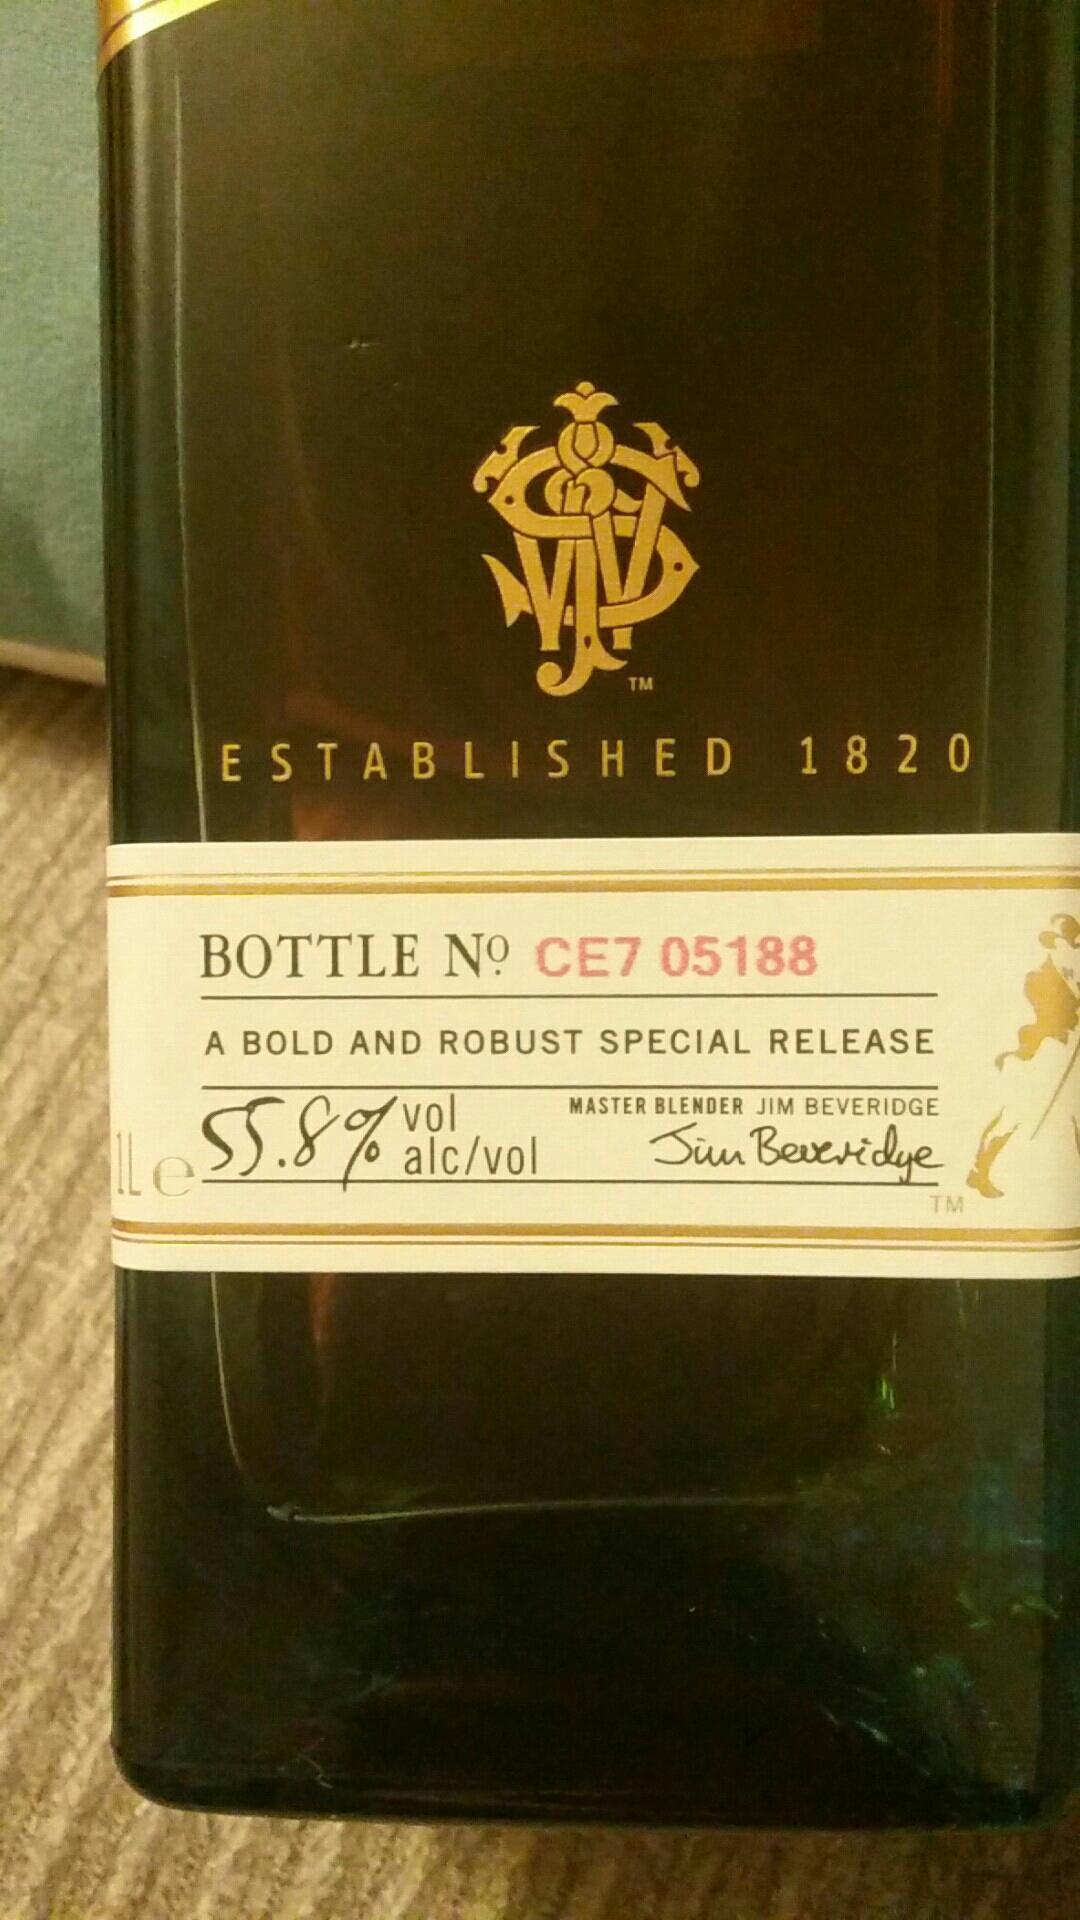 TM
ESTABLISHED 1820
BOTTLE Nº CE7 05188
A BOLD AND ROBUST SPECIAL RELEASE
55.8% vol
alc/vol
MASTER BLENDER JIM BEVERIDGE
Jim Beveridge
1L e
TM